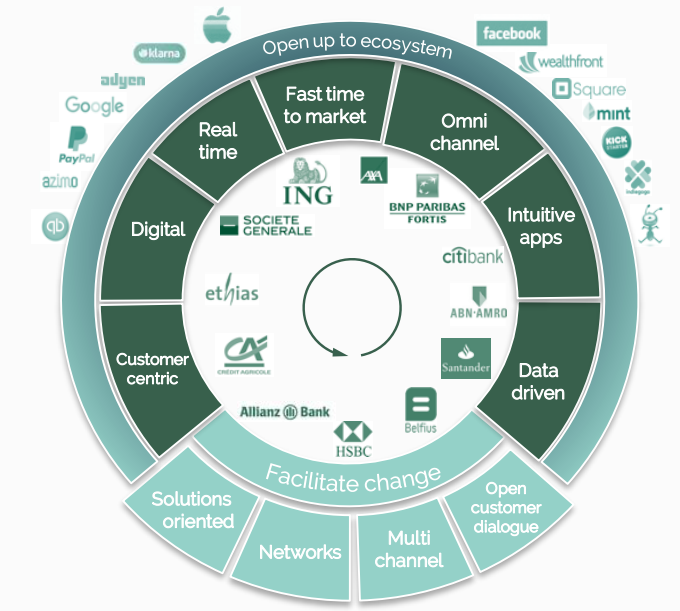 Open up to ecosystem
facebook
klarna
wealthfront
adyen
Square
Google
mint
PayPal
KICK
STARTER
azimo
indiegogo
qb
Fast time
to market
Real
time
Omni
channel
Digital
Intuitive
apps
Customer
centric
Data
driven
ING
AXA
BNP PARIBAS
FORTIS
SOCIETE
GENERALE
citibank
ethias
ABN·AMRO
CRÉDIT AGRICOLE
Santander
Allianz Bank
HSBC
Belfius
Facilitate change
Solutions
oriented
Networks
Multi
channel
Open
customer
dialogue